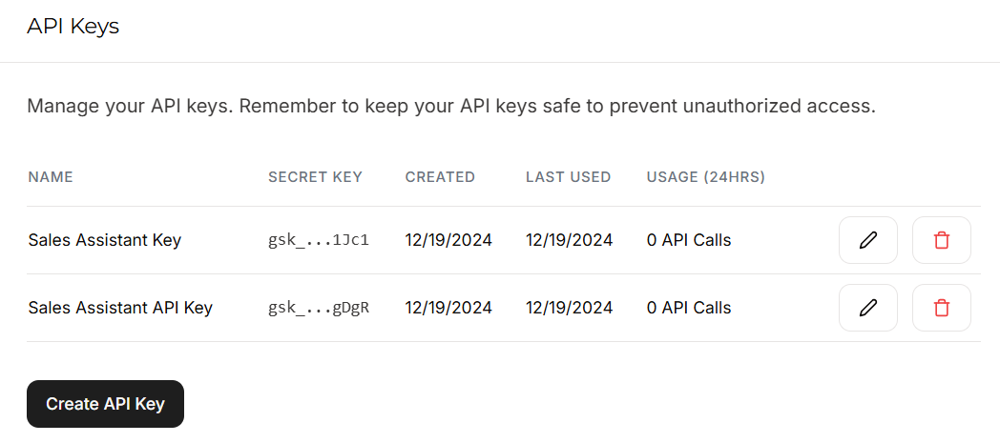 API Keys
Manage your API keys. Remember to keep your API keys safe to prevent unauthorized access.
NAME SECRET KEY CREATED LAST USED USAGE (24HRS)
Sales Assistant Key gsk_...1Jc1 12/19/2024 12/19/2024 0 API Calls
Sales Assistant API Key gsk_...gDgR 12/19/2024 12/19/2024 0 API Calls
Create API Key